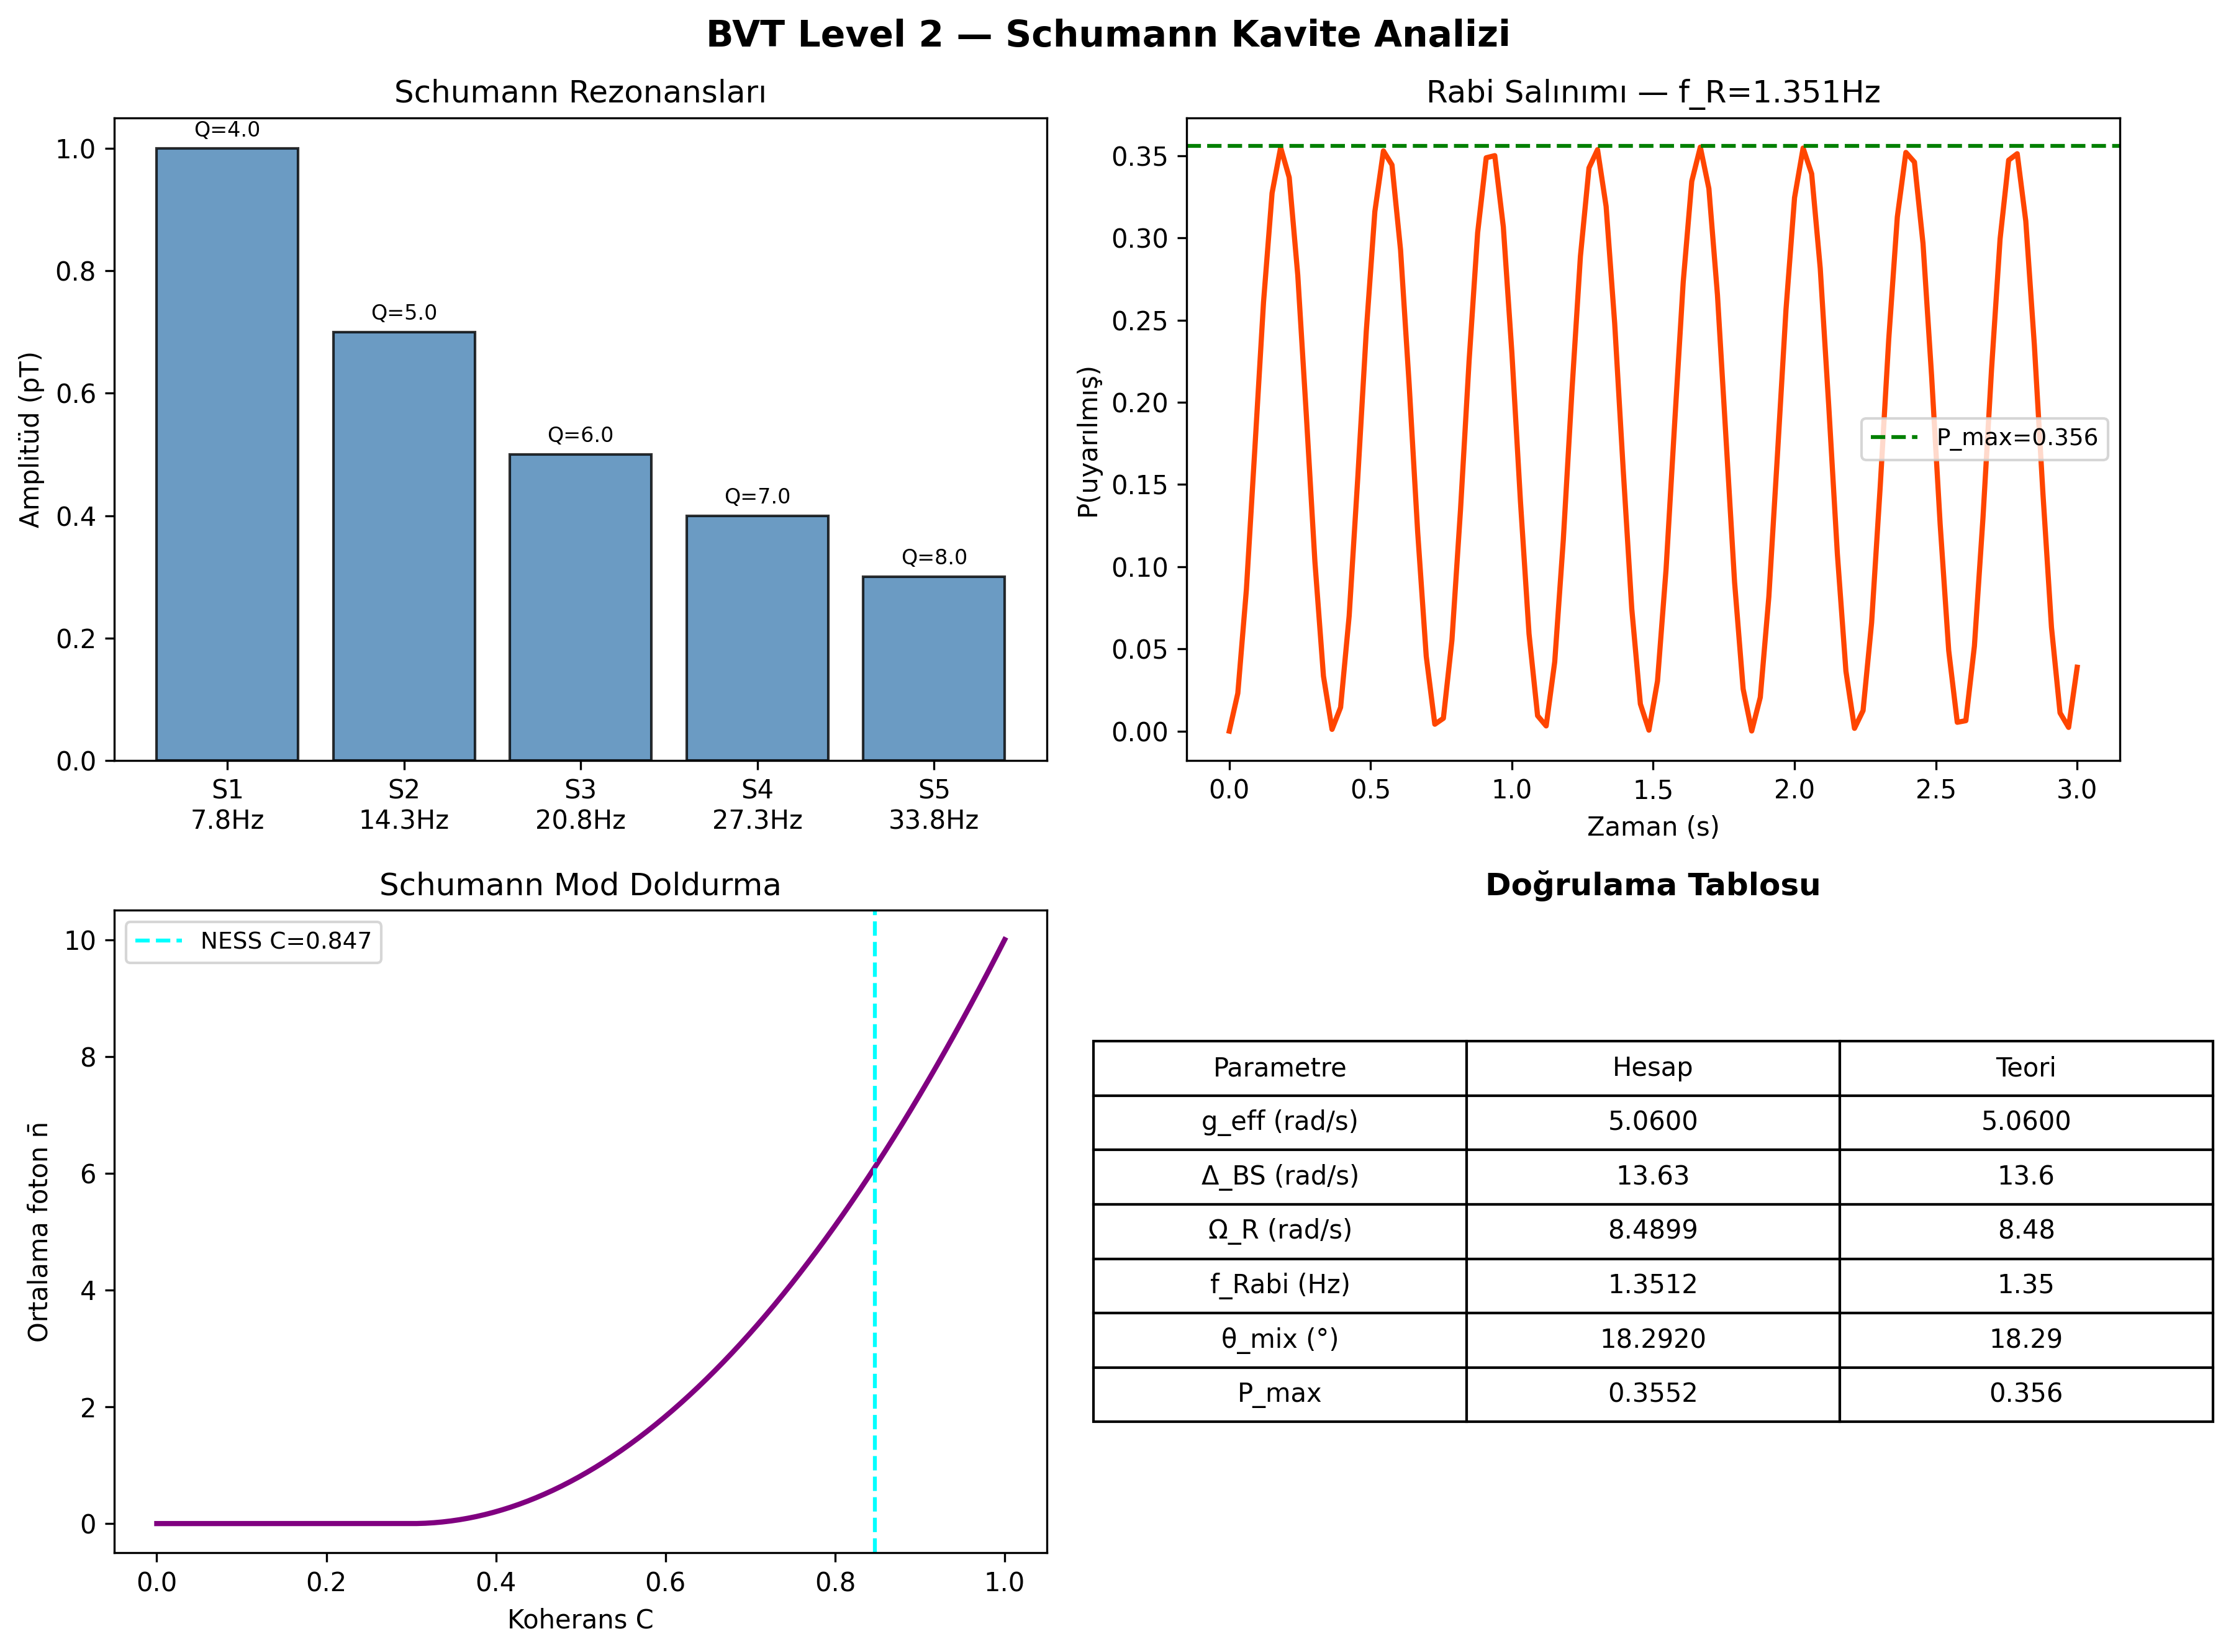 BVT Level 2 — Schumann Kavite Analizi
Schumann Rezonansları
Amplitüd (pT)
1.0
0.8
0.6
0.4
0.2
0.0
Q=4.0
Q=5.0
Q=6.0
Q=7.0
Q=8.0
S1 S2 S3 S4 S5
7.8Hz 14.3Hz 20.8Hz 27.3Hz 33.8Hz
Rabi Salınımı — f_R=1.351Hz
P(uyarılmış)
0.35
0.30
0.25
0.20
0.15
0.10
0.05
0.00
P_max=0.356
0.0 0.5 1.0 1.5 2.0 2.5 3.0
Zaman (s)
Schumann Mod Doldurma
Ortalama foton n̄
10
8
6
4
2
0
NESS C=0.847
0.0 0.2 0.4 0.6 0.8 1.0
Koherans C
Doğrulama Tablosu
Parametre Hesap Teori
g_eff (rad/s) 5.0600 5.0600
Δ_BS (rad/s) 13.63 13.6
Ω_R (rad/s) 8.4899 8.48
f_Rabi (Hz) 1.3512 1.35
θ_mix (°) 18.2920 18.29
P_max 0.3552 0.356